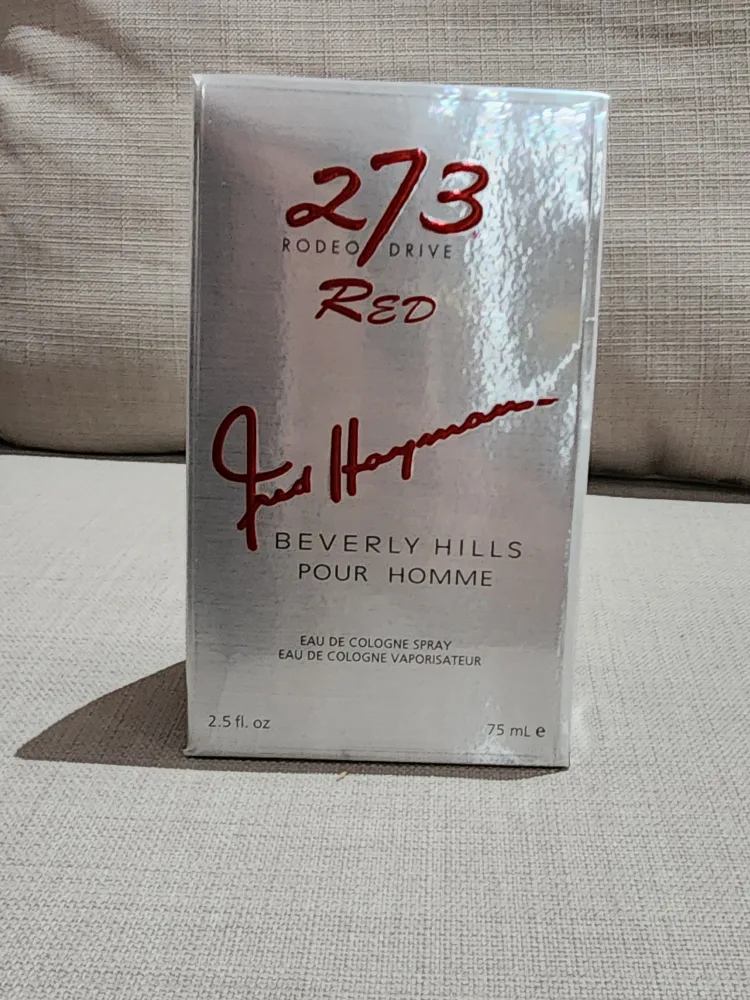 273
RODEO DRIVE
RED
Fred Hayman
BEVERLY HILLS
POUR HOMME
EAU DE COLOGNE SPRAY
EAU DE COLOGNE VAPORISATEUR
2.5 fl. oz 75 mL e